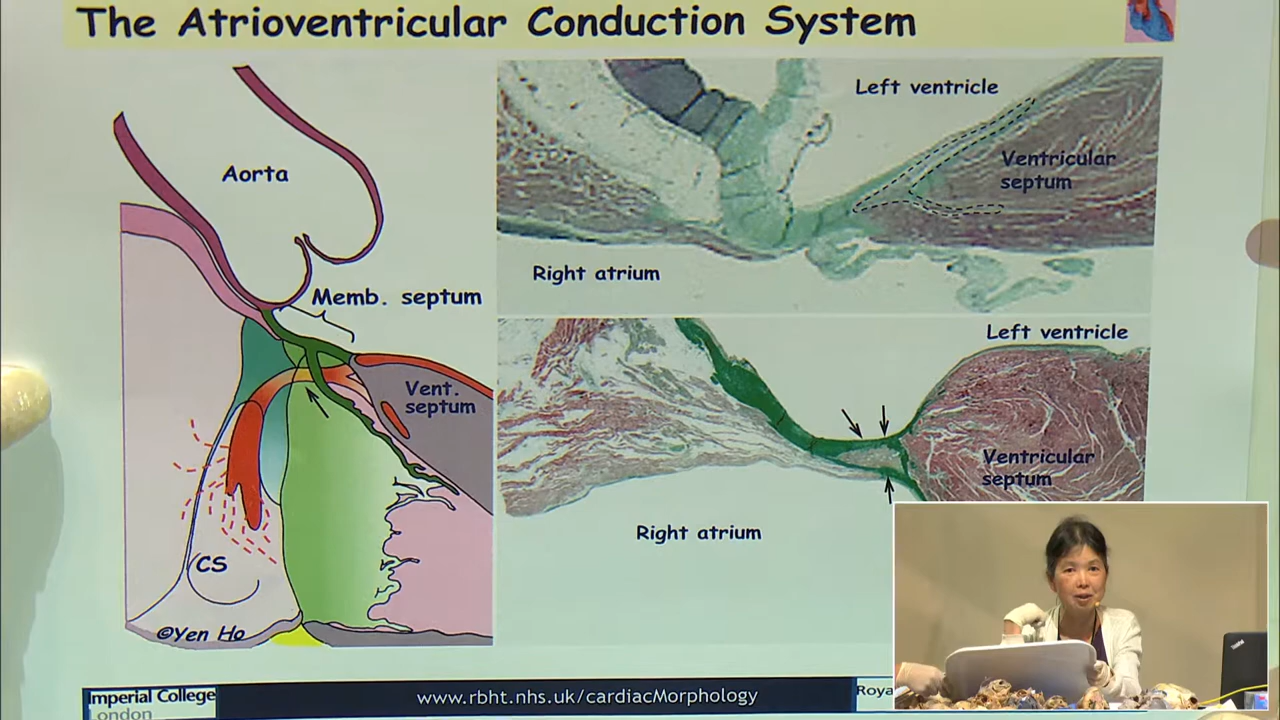 The Atrioventricular Conduction System
Aorta
Memb. septum
Vent.
septum
CS
©Yen Ho
Left ventricle
Ventricular
septum
Right atrium
Left ventricle
Ventricular
septum
Right atrium
Imperial College
London
www.rbht.nhs.uk/cardiacMorphology
Roya
ThinkPad